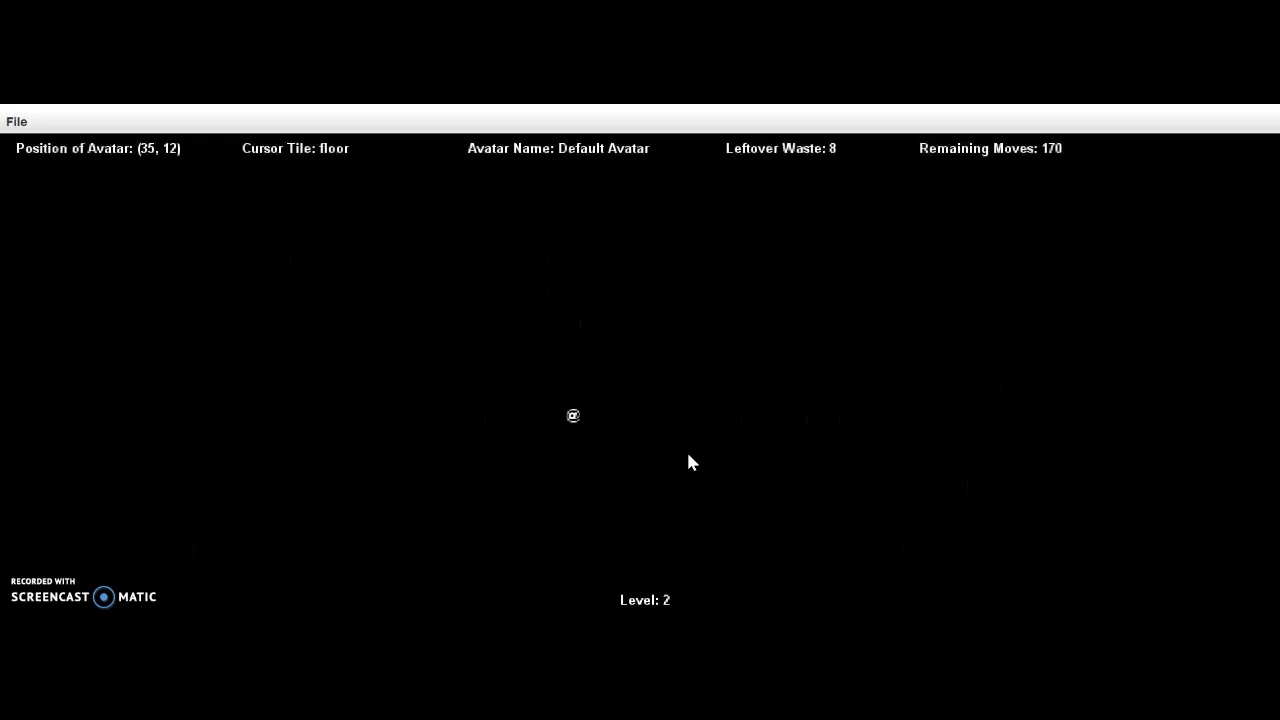 File
Position of Avatar: (35, 12) Cursor Tile: floor Avatar Name: Default Avatar Leftover Waste: 8 Remaining Moves: 170
@
RECORDED WITH
SCREENCAST MATIC
Level: 2